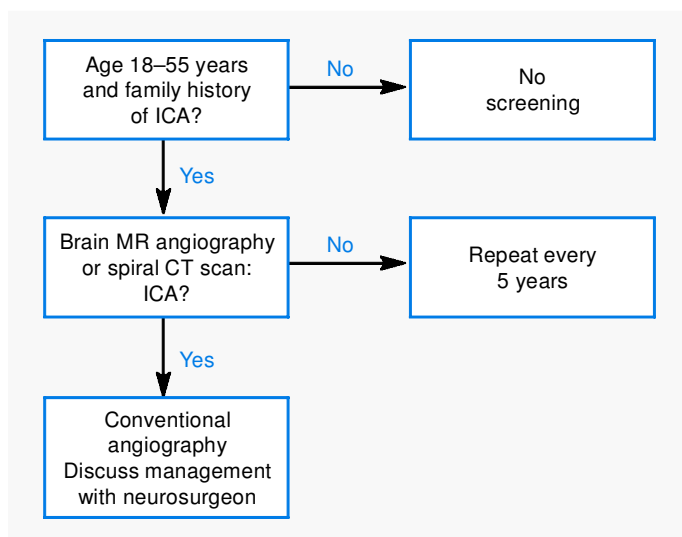 Age 18–55 years
and family history
of ICA?
No
No
screening
Yes
Brain MR angiography
or spiral CT scan:
ICA?
No
Repeat every
5 years
Yes
Conventional
angiography
Discuss management
with neurosurgeon